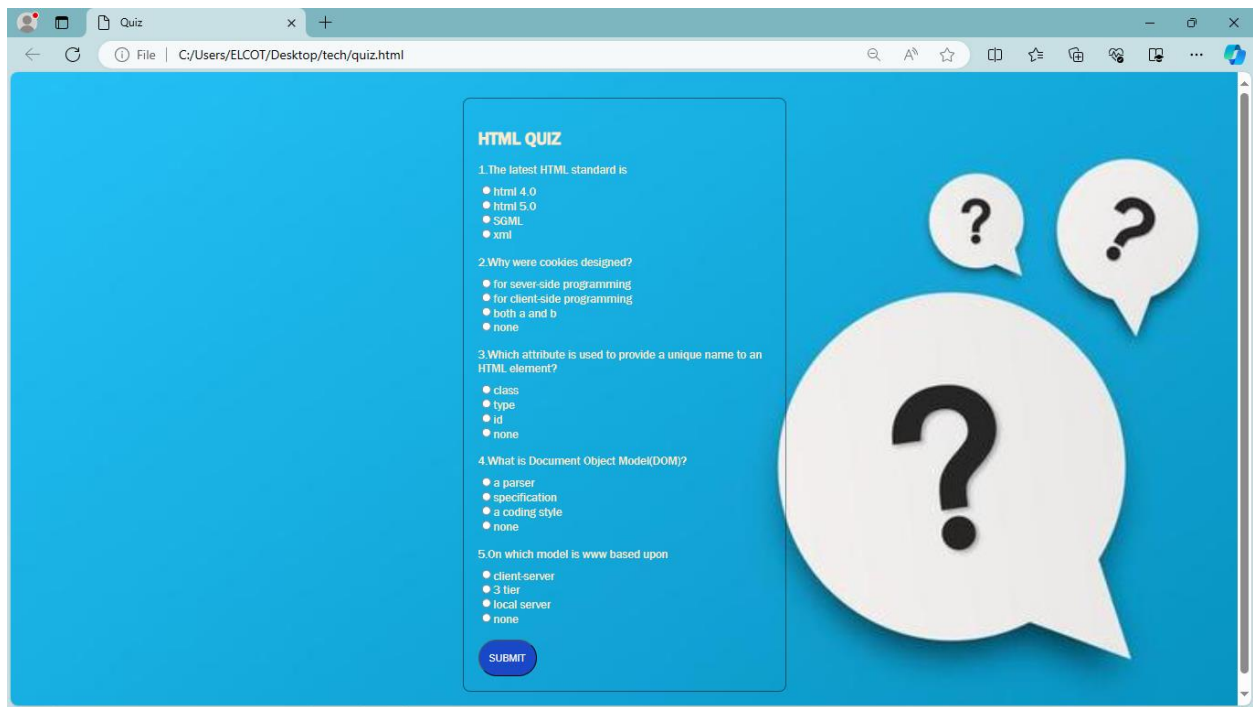 Quiz
File
C:/Users/ELCOT/Desktop/tech/quiz.html
HTML QUIZ
1.The latest HTML standard is
html 4.0
html 5.0
SGML
xml
2.Why were cookies designed?
for sever-side programming
for client-side programming
both a and b
none
3.Which attribute is used to provide a unique name to an
HTML element?
class
type
id
none
4.What is Document Object Model(DOM)?
a parser
specification
a coding style
none
5.On which model is www based upon
client-server
3 tier
local server
none
SUBMIT
?
?
?